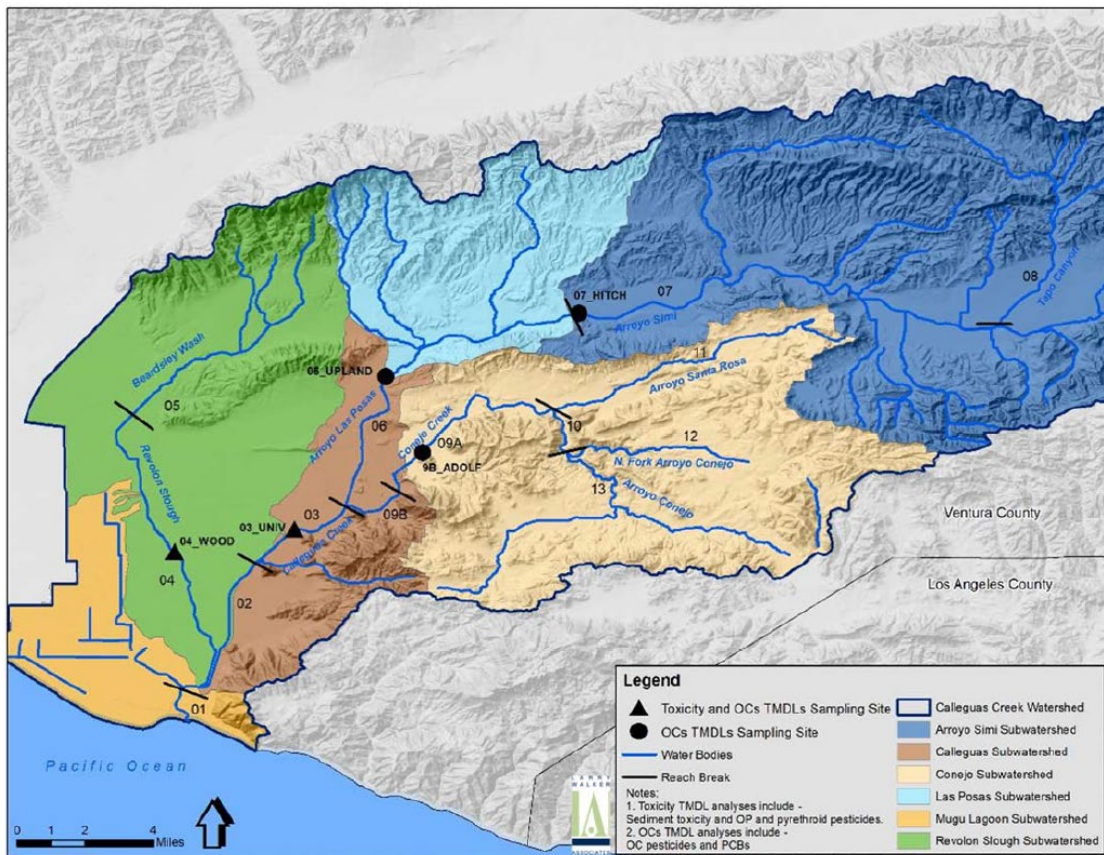 08
Tapo Canyon
07_HITCH
07
Arroyo Simi
11
Arroyo Santa Rosa
06_UPLAND
Beardsley Wash
05
Arroyo Las Posas
06
Conejo Creek
09A
9B_ADOLF
10
12
N. Fork Arroyo Conejo
13
Arroyo Conejo
Revolon Slough
03_UNIV
03
09B
Calleguas Creek
04_WOOD
04
02
01
Ventura County
Los Angeles County
Pacific Ocean
0 1 2 4
Miles
Legend
Toxicity and OCs TMDLs Sampling Site
OCs TMDLs Sampling Site
Water Bodies
Reach Break
Notes:
1. Toxicity TMDL analyses include -
Sediment toxicity and OP and pyrethroid pesticides.
2. OCs TMDL analyses include -
OC pesticides and PCBs
Calleguas Creek Watershed
Arroyo Simi Subwatershed
Calleguas Subwatershed
Conejo Subwatershed
Las Posas Subwatershed
Mugu Lagoon Subwatershed
Revolon Slough Subwatershed
WALKER
ASSOCIATES